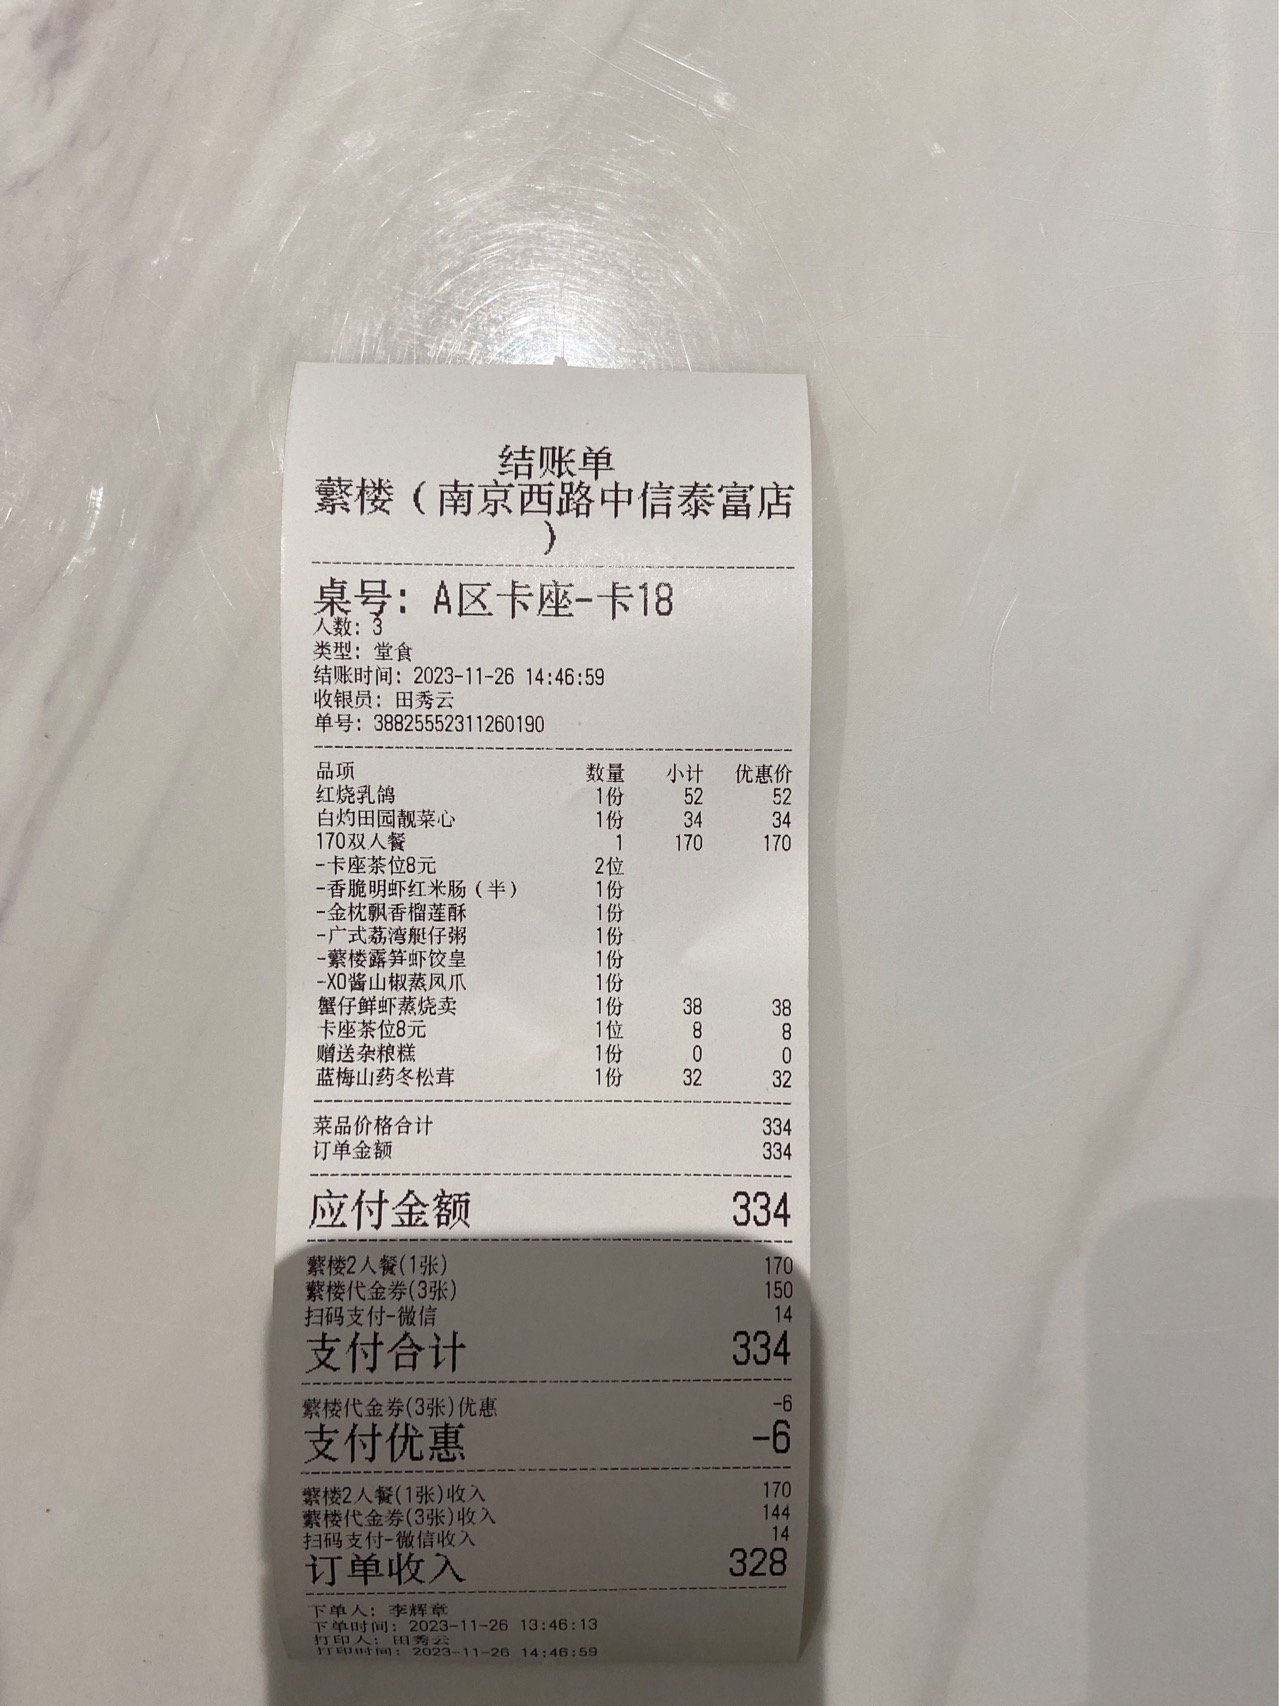 结账单
蘩楼（南京西路中信泰富店
）
桌号：A区卡座-卡18
人数：3
类型：堂食
结账时间：2023-11-26 14:46:59
收银员：田秀云
单号：38825552311260190
品项 数量 小计 优惠价
红烧乳鸽 1份 52 52
白灼田园靓菜心 1份 34 34
170双人餐 1 170 170
-卡座茶位8元 2位
-香脆明虾红米肠（半） 1份
-金枕飘香榴莲酥 1份
-广式荔湾艇仔粥 1份
-蘩楼露笋虾饺皇 1份
-XO酱山椒蒸凤爪 1份
蟹仔鲜虾蒸烧卖 1份 38 38
卡座茶位8元 1位 8 8
赠送杂粮糕 1份 0 0
蓝梅山药冬松茸 1份 32 32
菜品价格合计 334
订单金额 334
应付金额 334
蘩楼2人餐(1张) 170
蘩楼代金券(3张) 150
扫码支付-微信 14
支付合计 334
蘩楼代金券(3张)优惠 -6
支付优惠 -6
蘩楼2人餐(1张)收入 170
蘩楼代金券(3张)收入 144
扫码支付-微信收入 14
订单收入 328
下单人：李辉章
下单时间：2023-11-26 13:46:13
打印人：田秀云
打印时间：2023-11-26 14:46:59